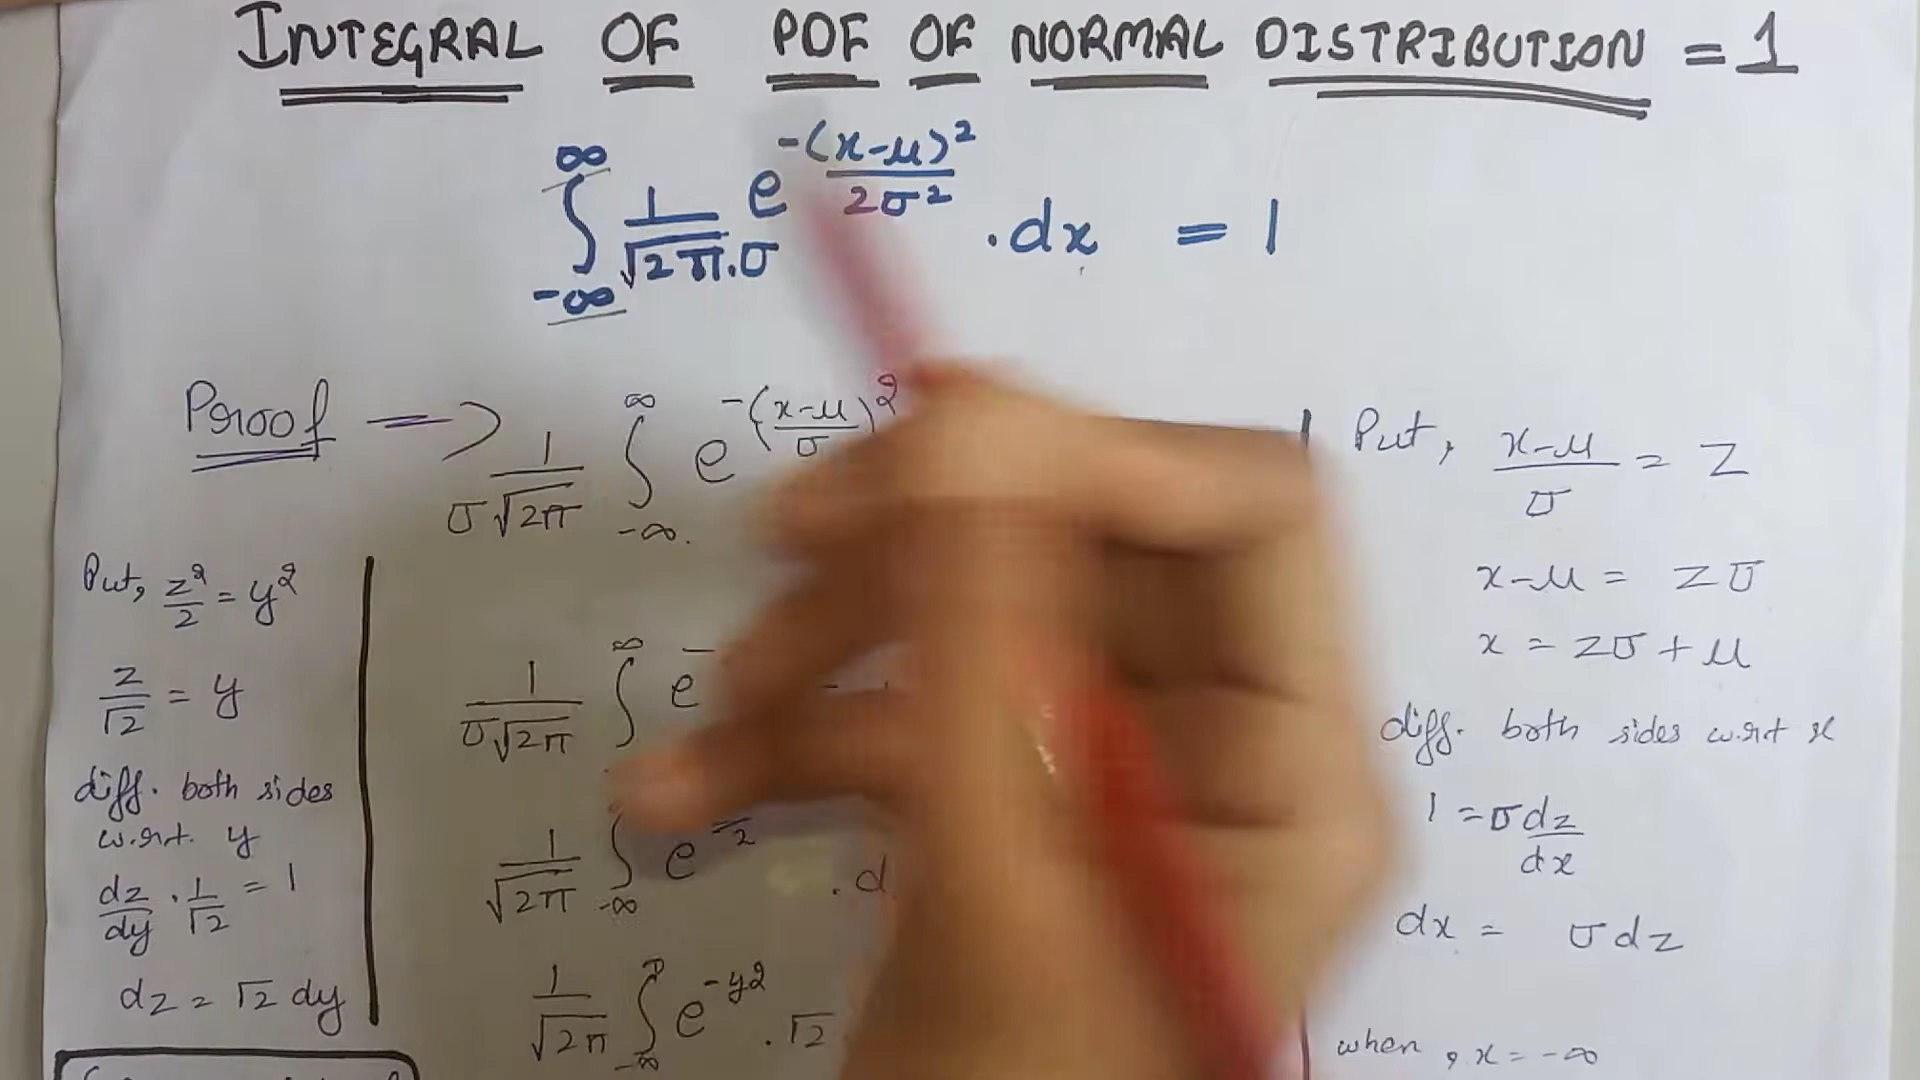 INTEGRAL OF PDF OF NORMAL DISTRIBUTION = 1
∫_{-∞}^{∞} 1/(√2π.σ) e^{-(x-μ)²/2σ²} .dx = 1
Proof => 1/(σ√2π) ∫_{-∞}^{∞} e^{-((x-μ)/σ)²
Put, z²/2 = y²
z/√2 = y
diff. both sides
w.r.t. y
dz/dy . 1/√2 = 1
dz = √2 dy
1/(σ√2π) ∫^{∞} e^{-
1/√2π ∫_{-∞} e^{ /2} . d
1/√2π ∫_{-∞} e^{-y2} . √2
Put, (x-μ)/σ = Z
x-μ = Zσ
x = zσ + μ
diff. both sides w.r.t x
1 = σ dz/dx
dx = σdz
when , x = -∞